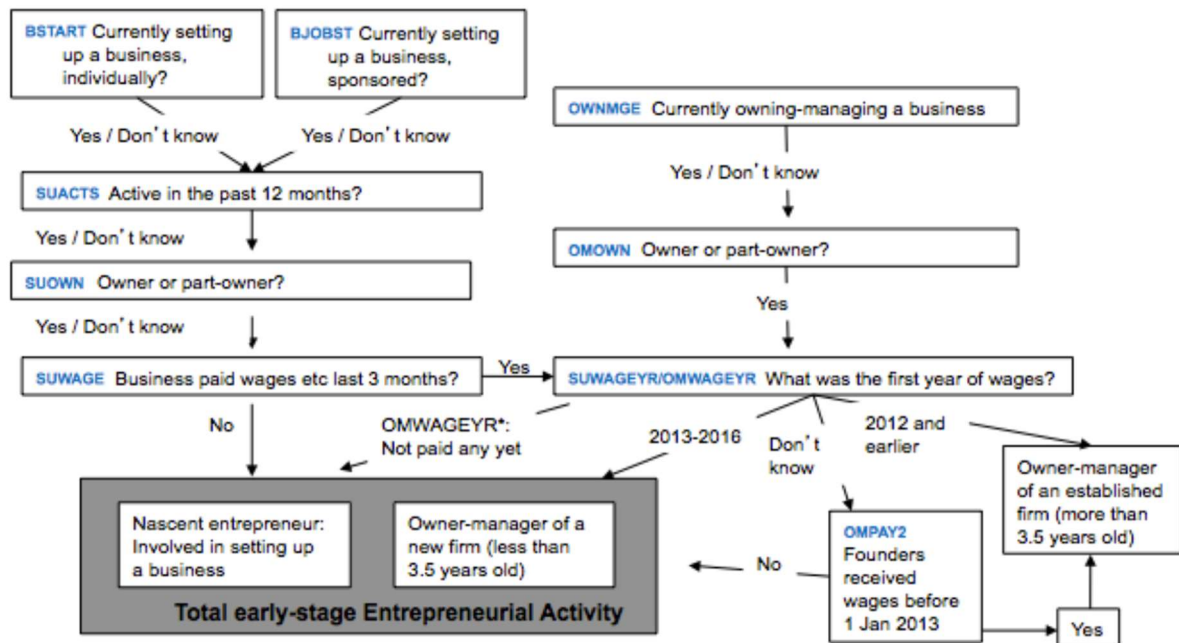 BSTART Currently setting
up a business,
individually?
BJOBST Currently setting
up a business,
sponsored?
Yes / Don't know
Yes / Don't know
SUACTS Active in the past 12 months?
Yes / Don't know
SUOWN Owner or part-owner?
Yes / Don't know
SUWAGE Business paid wages etc last 3 months?
Yes
No
OWNMGE Currently owning-managing a business
Yes / Don't know
OMOWN Owner or part-owner?
Yes
SUWAGEYR/OMWAGEYR What was the first year of wages?
OMWAGEYR*:
Not paid any yet
2013-2016
Don't
know
2012 and
earlier
Nascent entrepreneur:
Involved in setting up
a business
Owner-manager of a
new firm (less than
3.5 years old)
Total early-stage Entrepreneurial Activity
No
OMPAY2
Founders
received
wages before
1 Jan 2013
Yes
Owner-manager
of an established
firm (more than
3.5 years old)